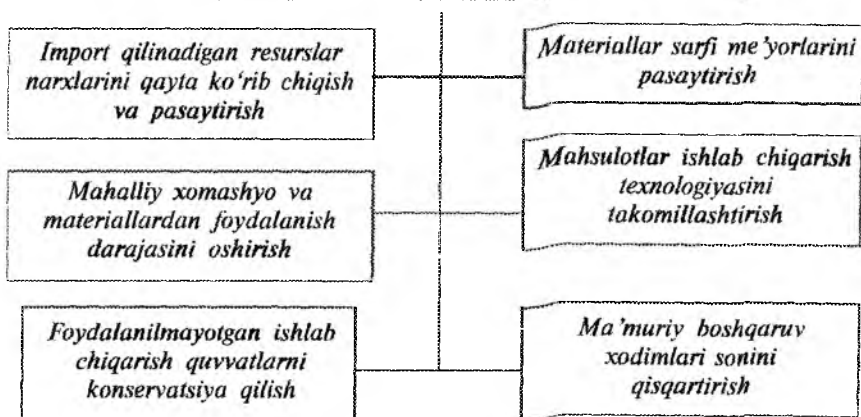 Import qilinadigan resurslar
narxlarini qayta ko‘rib chiqish
va pasaytirish
Materiallar sarfi me’yorlarini
pasaytirish
Mahalliy xomashyo va
materiallardan foydalanish
darajasini oshirish
Mahsulotlar ishlab chiqarish
texnologiyasini
takomillashtirish
Foydalanilmayotgan ishlab
chiqarish quvvatlarni
konservatsiya qilish
Ma’muriy boshqaruv
xodimlari sonini
qisqartirish